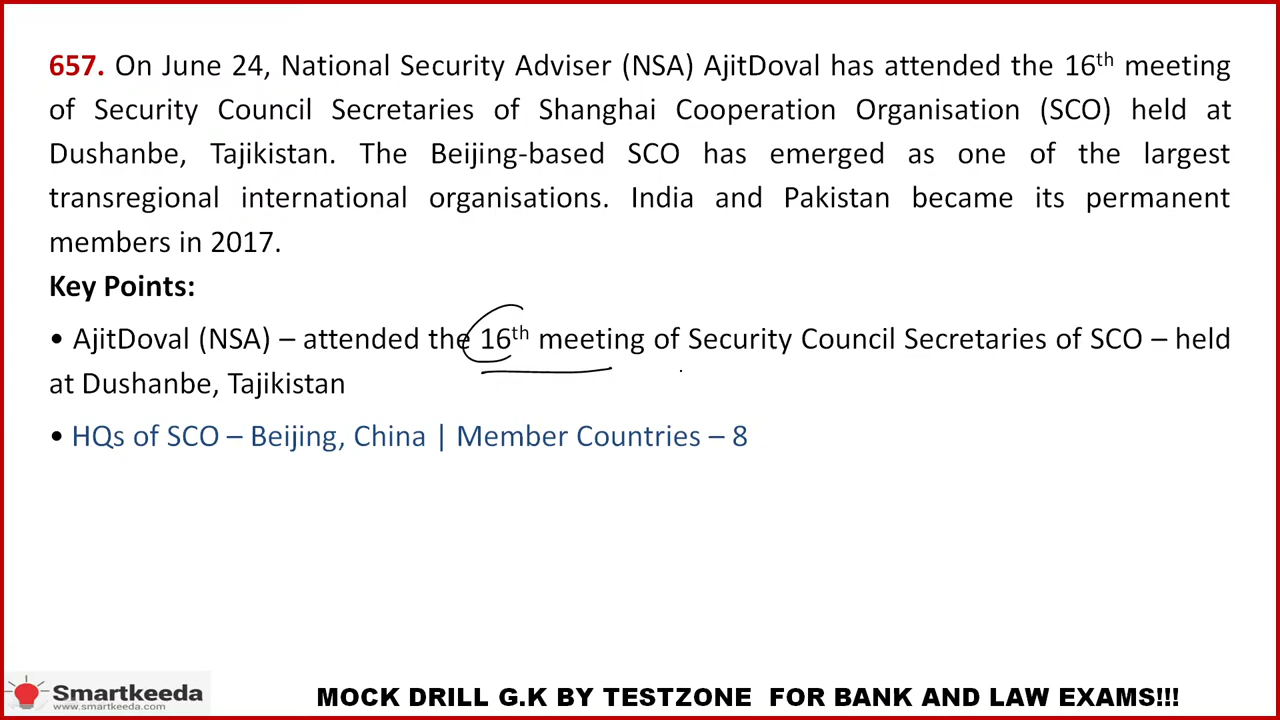 657. On June 24, National Security Adviser (NSA) AjitDoval has attended the 16th meeting
of Security Council Secretaries of Shanghai Cooperation Organisation (SCO) held at
Dushanbe, Tajikistan. The Beijing-based SCO has emerged as one of the largest
transregional international organisations. India and Pakistan became its permanent
members in 2017.
Key Points:
• AjitDoval (NSA) – attended the 16th meeting of Security Council Secretaries of SCO – held
at Dushanbe, Tajikistan
• HQs of SCO – Beijing, China | Member Countries – 8
Smartkeeda
www.smartkeeda.com
MOCK DRILL G.K BY TESTZONE FOR BANK AND LAW EXAMS!!!